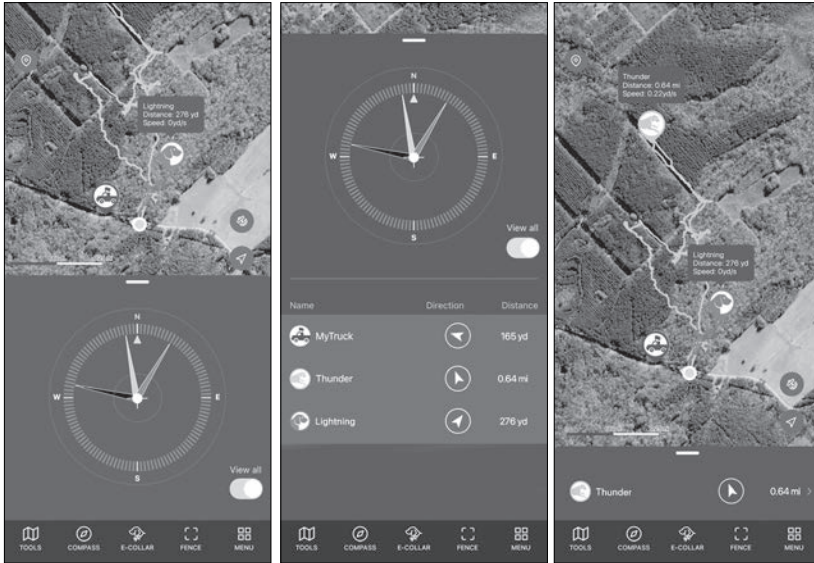 Lightning
Distance: 276 yd
Speed: 0yd/s
N
W
E
S
View all
TOOLS
COMPASS
E-COLLAR
FENCE
MENU
N
W
E
S
View all
Name
Direction
Distance
MyTruck
165 yd
Thunder
0.64 mi
Lightning
276 yd
TOOLS
COMPASS
E-COLLAR
FENCE
MENU
Thunder
Distance: 0.64 mi
Speed: 0.22yd/s
Lightning
Distance: 276 yd
Speed: 0yd/s
Thunder
0.64 mi
TOOLS
COMPASS
E-COLLAR
FENCE
MENU